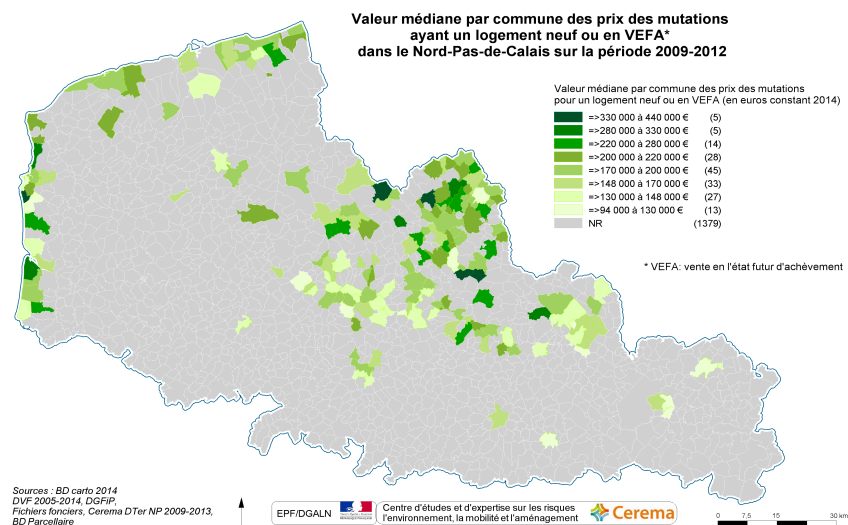 Valeur médiane par commune des prix des mutations
ayant un logement neuf ou en VEFA*
dans le Nord-Pas-de-Calais sur la période 2009-2012
Valeur médiane par commune des prix des mutations
pour un logement neuf ou en VEFA (en euros constant 2014)
=>330 000 à 440 000 € (5)
=>280 000 à 330 000 € (5)
=>220 000 à 280 000 € (14)
=>200 000 à 220 000 € (28)
=>170 000 à 200 000 € (45)
=>148 000 à 170 000 € (33)
=>130 000 à 148 000 € (27)
=>94 000 à 130 000 € (13)
NR (1379)
* VEFA: vente en l'état futur d'achèvement
Sources : BD carto 2014
DVF 2005-2014, DGFiP,
Fichiers fonciers, Cerema DTer NP 2009-2013,
BD Parcellaire
EPF/DGALN
Centre d'études et d'expertise sur les risques
l'environnement, la mobilité et l'aménagement
Cerema
0 7,5 15 30 km